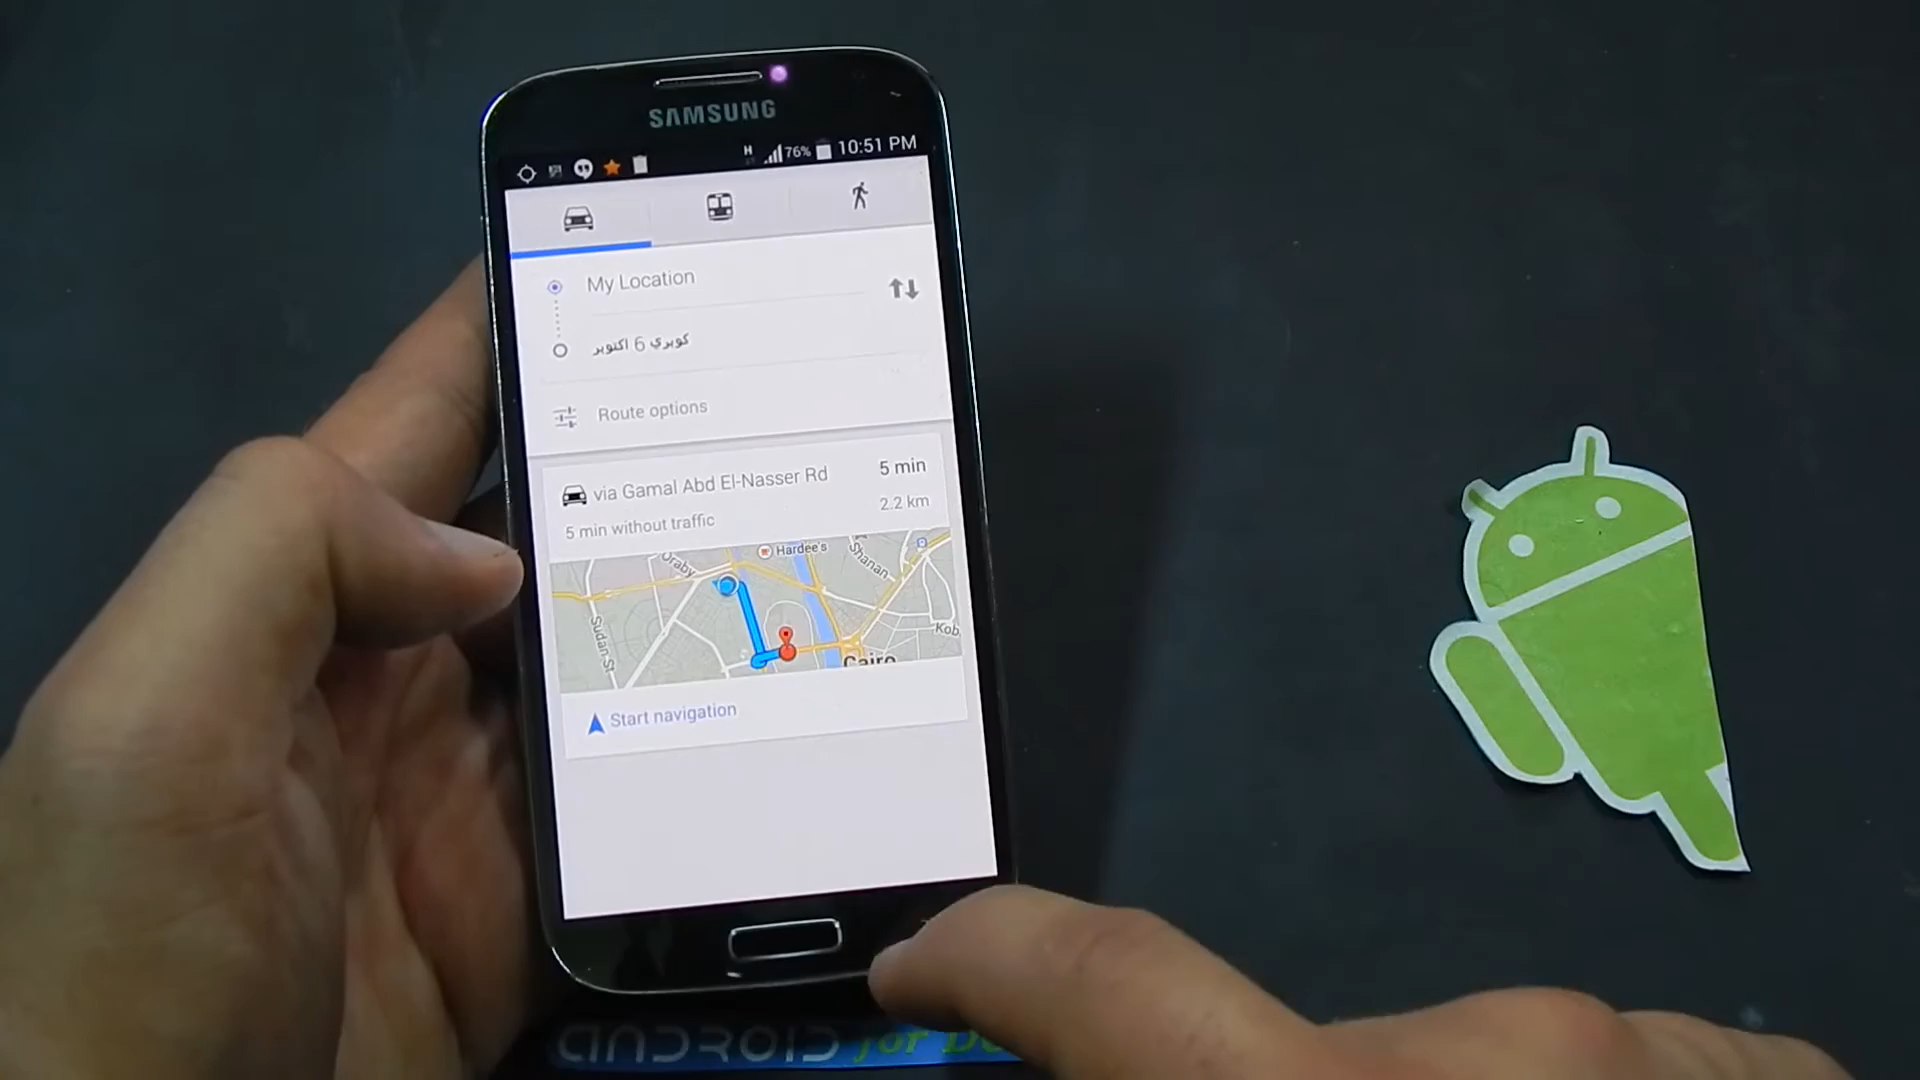 SAMSUNG
H 76% 10:51 PM
My Location
كوبري 6 اكتوبر
Route options
via Gamal Abd El-Nasser Rd 5 min
5 min without traffic 2.2 km
Hardee's
Oraby
Shanan
Sudan St
Kob
Cairo
Start navigation
ANDROID for